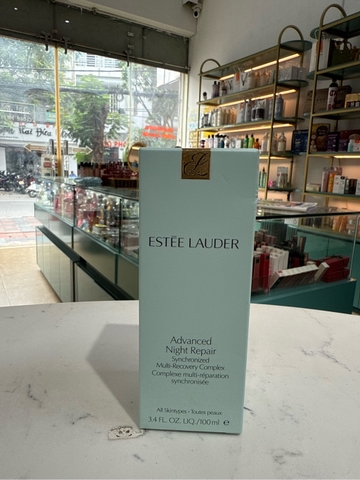 ESTĒE LAUDER
Advanced
Night Repair
Synchronized
Multi-Recovery Complex
Complexe multi-réparation
synchronisée
All Skintypes • Toutes peaux
3.4 FL. OZ. LIQ./100 ml ℮